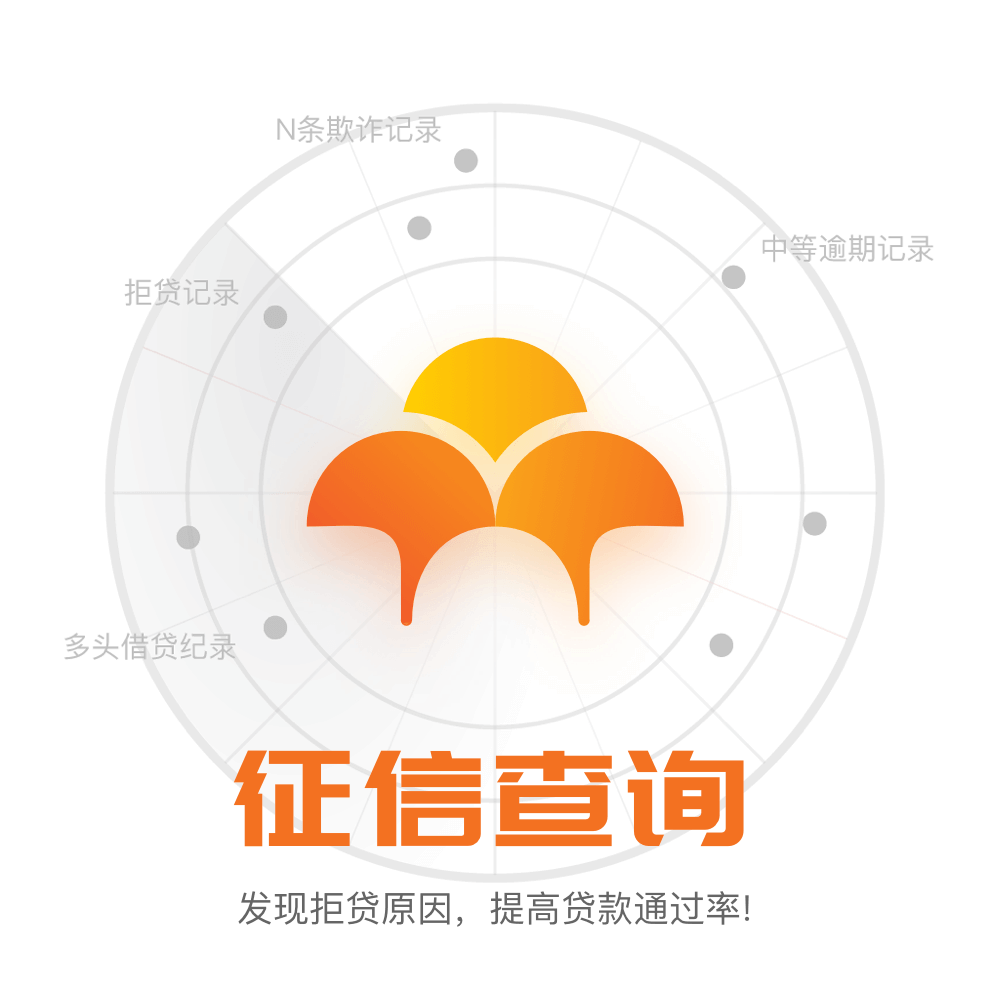 N条欺诈记录
中等逾期记录
拒贷记录
多头借贷纪录
征信查询
发现拒贷原因，提高贷款通过率!